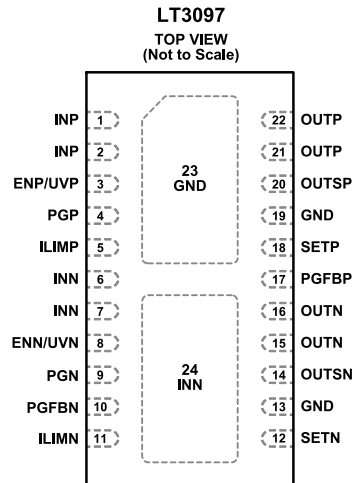 LT3097
TOP VIEW
(Not to Scale)
INP 1
INP 2
ENP/UVP 3
PGP 4
ILIMP 5
INN 6
INN 7
ENN/UVN 8
PGN 9
PGFBN 10
ILIMN 11
23
GND
24
INN
22 OUTP
21 OUTP
20 OUTSP
19 GND
18 SETP
17 PGFBP
16 OUTN
15 OUTN
14 OUTSN
13 GND
12 SETN